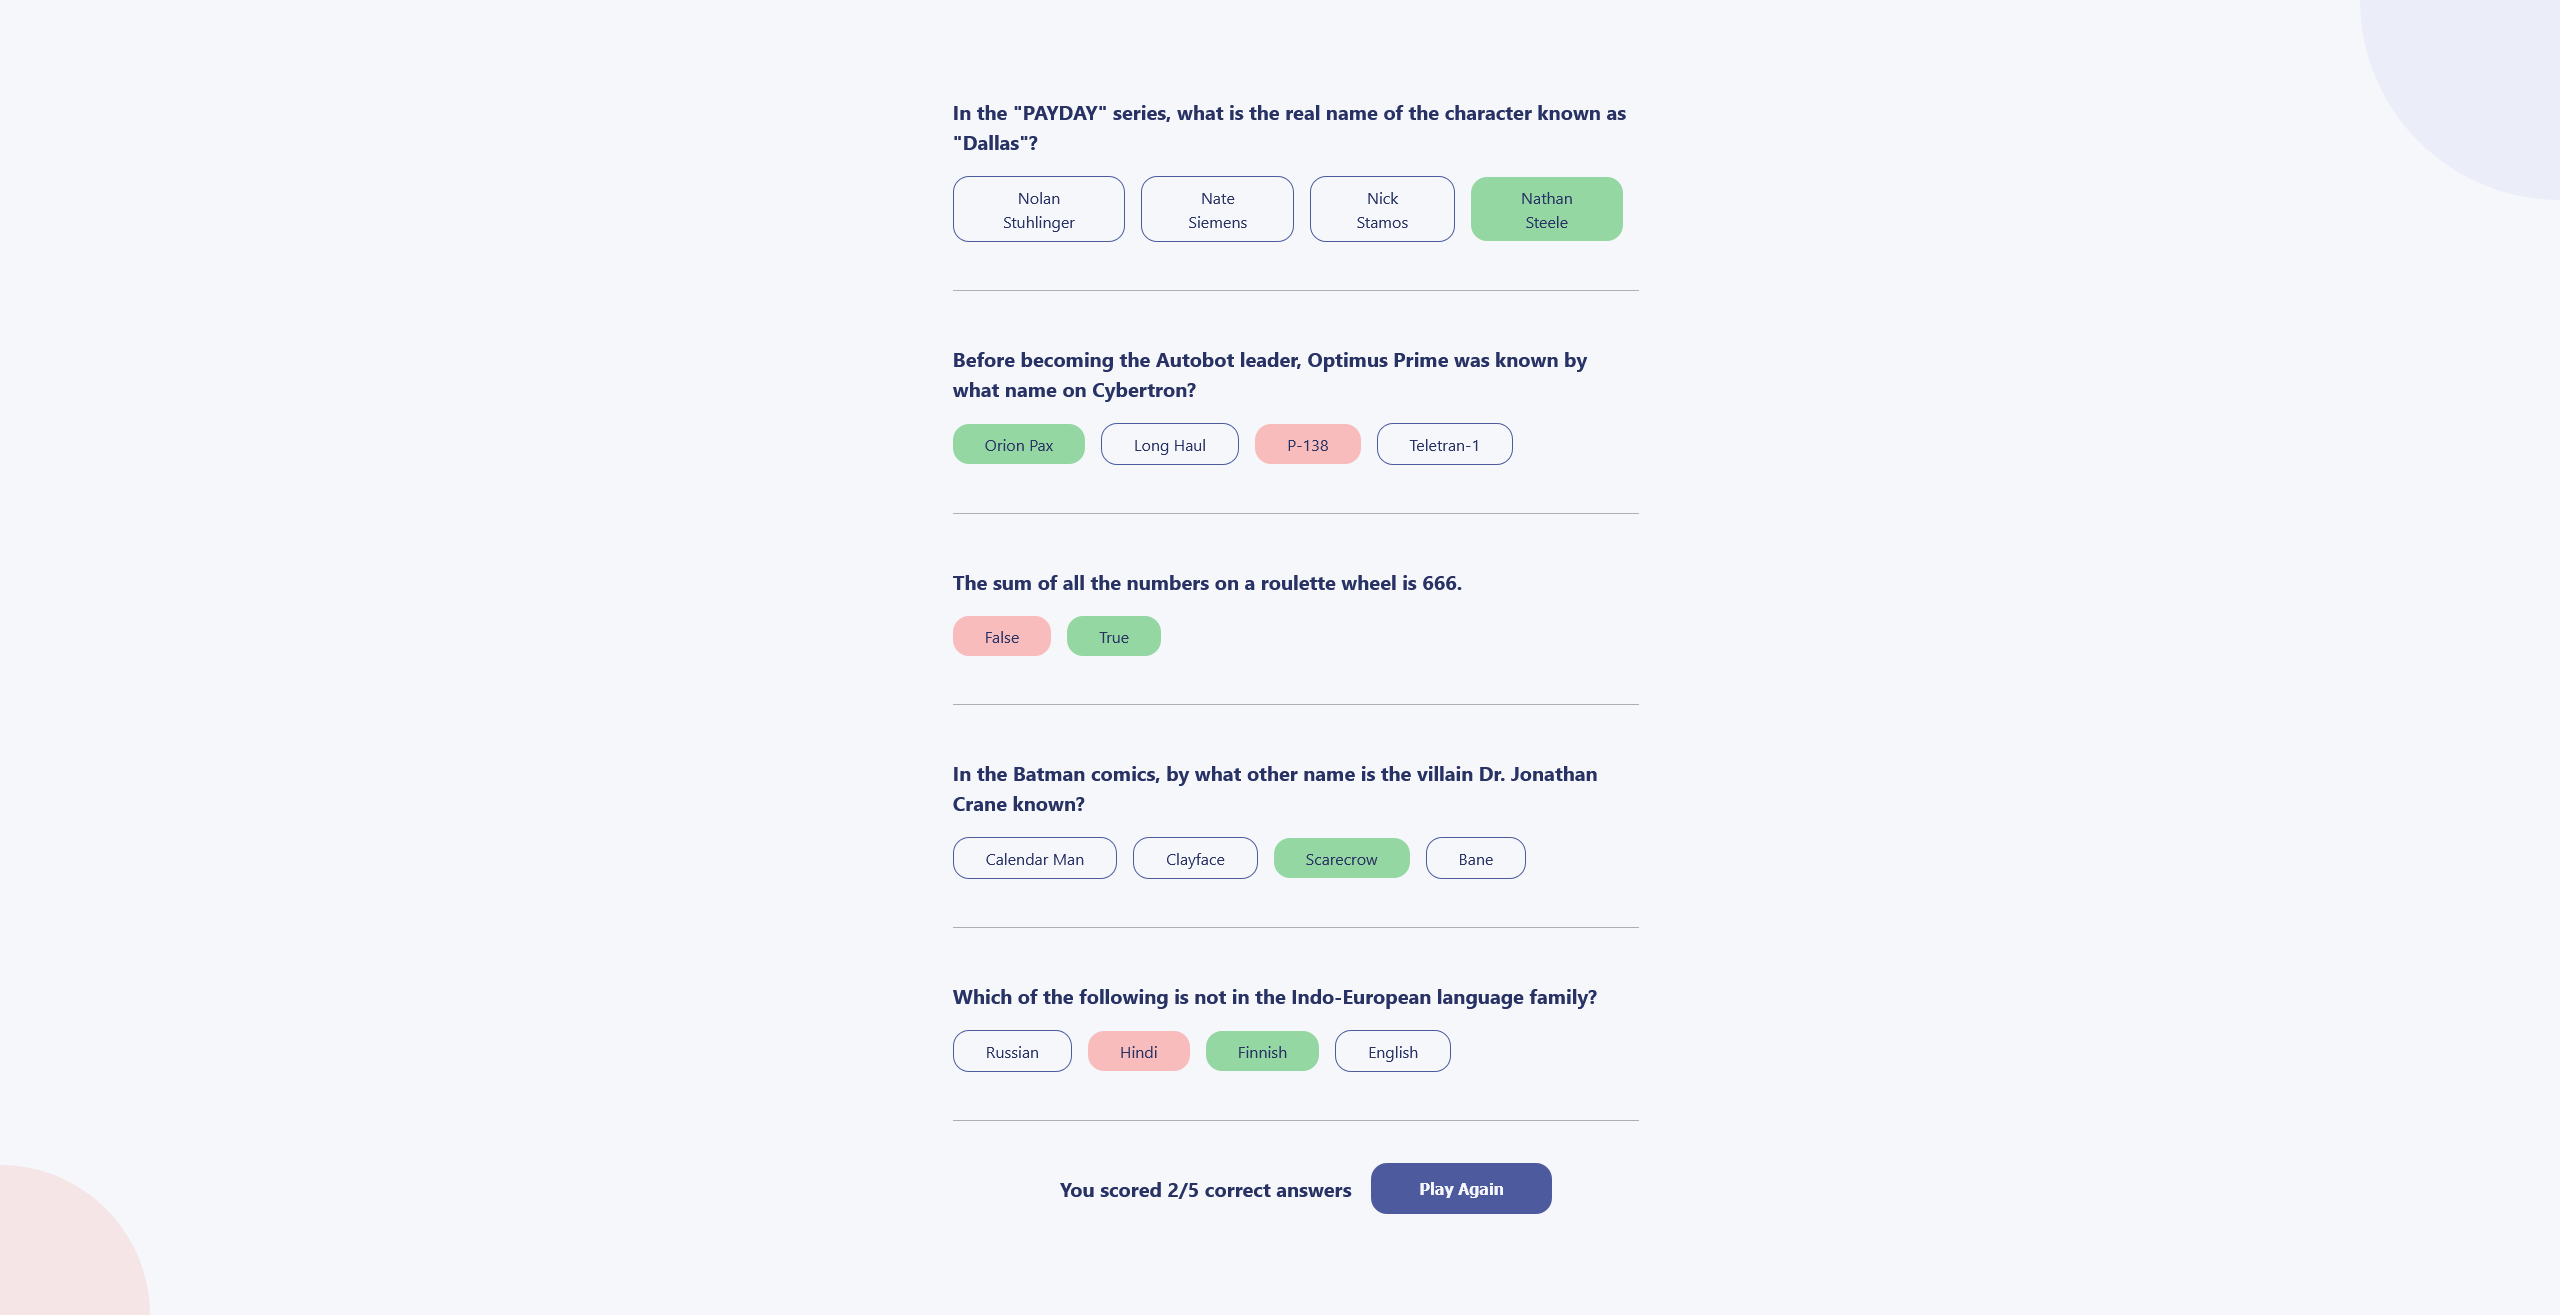 In the "PAYDAY" series, what is the real name of the character known as
"Dallas"?
Nolan
Stuhlinger
Nate
Siemens
Nick
Stamos
Nathan
Steele
Before becoming the Autobot leader, Optimus Prime was known by
what name on Cybertron?
Orion Pax
Long Haul
P-138
Teletran-1
The sum of all the numbers on a roulette wheel is 666.
False
True
In the Batman comics, by what other name is the villain Dr. Jonathan
Crane known?
Calendar Man
Clayface
Scarecrow
Bane
Which of the following is not in the Indo-European language family?
Russian
Hindi
Finnish
English
You scored 2/5 correct answers
Play Again